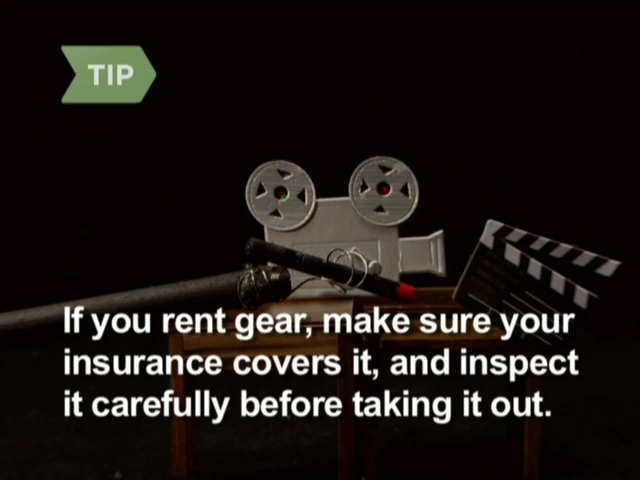 TIP
If you rent gear, make sure your
insurance covers it, and inspect
it carefully before taking it out.